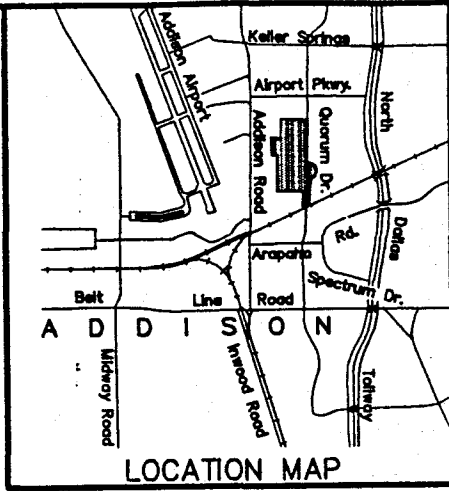 Keller Springs
Addison Airport
Airport Pkwy.
North Dallas Tollway
Quorum Dr.
Addison Road
Arapaho Rd.
Spectrum Dr.
Belt Line Road
ADDISON
Midway Road
Inwood Road
LOCATION MAP